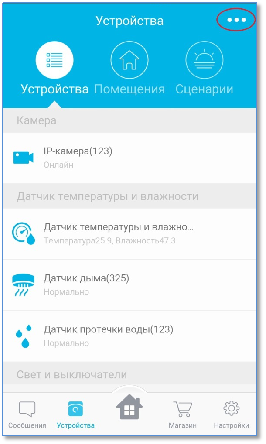 Устройства
Устройства Помещения Сценарии
Камера
IP-камера(123)
Онлайн
Датчик температуры и влажности
Датчик температуры и влажно...
Температура25.9, Влажность47.3
Датчик дыма(325)
Нормально
Датчик протечки воды(123)
Нормально
Свет и выключатели
Сообщения Устройства Магазин Настройки